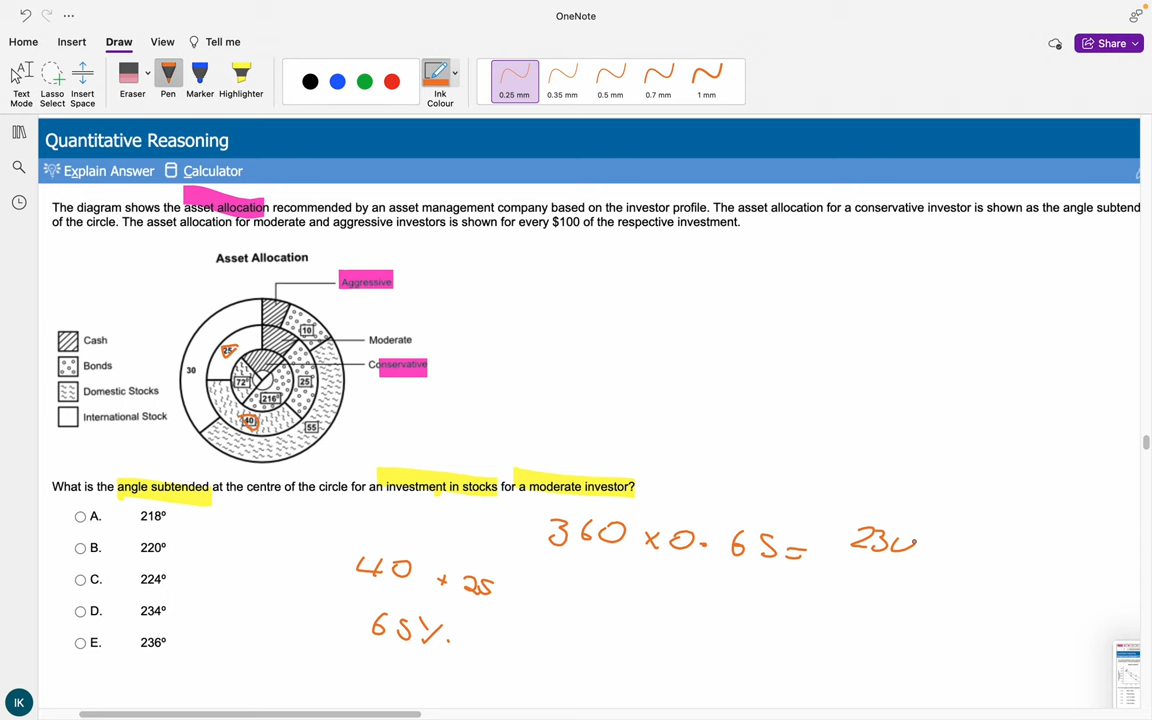 OneNote
Home Insert Draw View Tell me
Share
Text Mode
Lasso Select
Insert Space
Eraser
Pen
Marker
Highlighter
Ink Colour
0.25 mm
0.35 mm
0.5 mm
0.7 mm
1 mm
Quantitative Reasoning
Explain Answer Calculator
The diagram shows the asset allocation recommended by an asset management company based on the investor profile. The asset allocation for a conservative investor is shown as the angle subtend
of the circle. The asset allocation for moderate and aggressive investors is shown for every $100 of the respective investment.
Asset Allocation
Aggressive
10
Cash
Moderate
25
Bonds
Conservative
30
72°
25
Domestic Stocks
216°
International Stock
40
55
What is the angle subtended at the centre of the circle for an investment in stocks for a moderate investor?
A. 218º
B. 220º
C. 224º
D. 234º
E. 236º
360 × 0.65 = 23
40 + 25
65%
IK